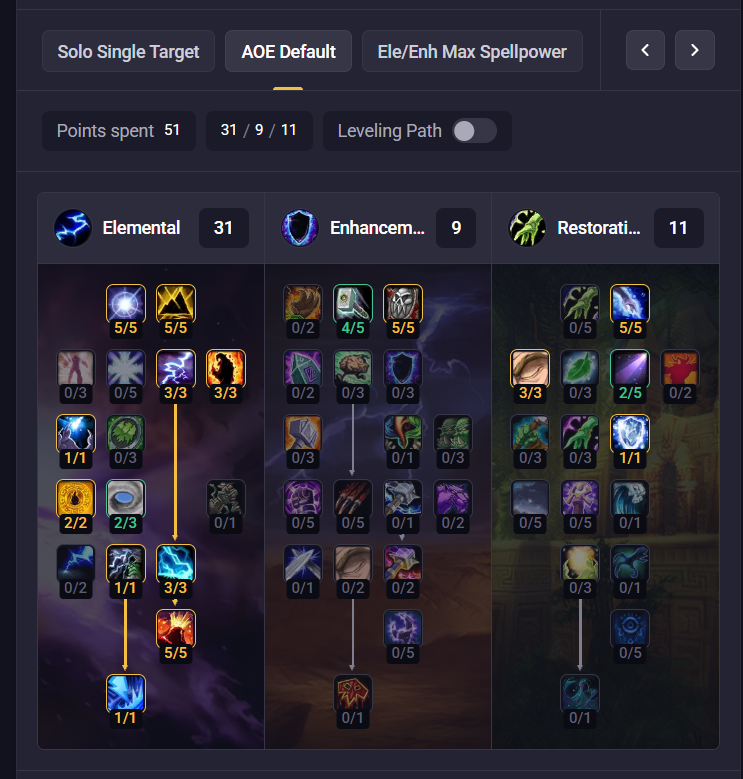 Solo Single Target AOE Default Ele/Enh Max Spellpower
Points spent 51 31 / 9 / 11 Leveling Path
Elemental 31 Enhancem... 9 Restorati... 11
5/5 5/5 0/2 4/5 5/5 0/5 5/5
0/3 0/5 3/3 3/3 0/2 0/3 0/3 3/3 0/3 2/5 0/2
1/1 0/3 0/3 0/1 0/3 0/3 0/3 1/1
2/2 2/3 0/1 0/5 0/5 0/1 0/2 0/5 0/5 0/1
0/2 1/1 3/3 0/1 0/2 0/2 0/3 0/1
5/5 0/5 0/5
1/1 0/1 0/1